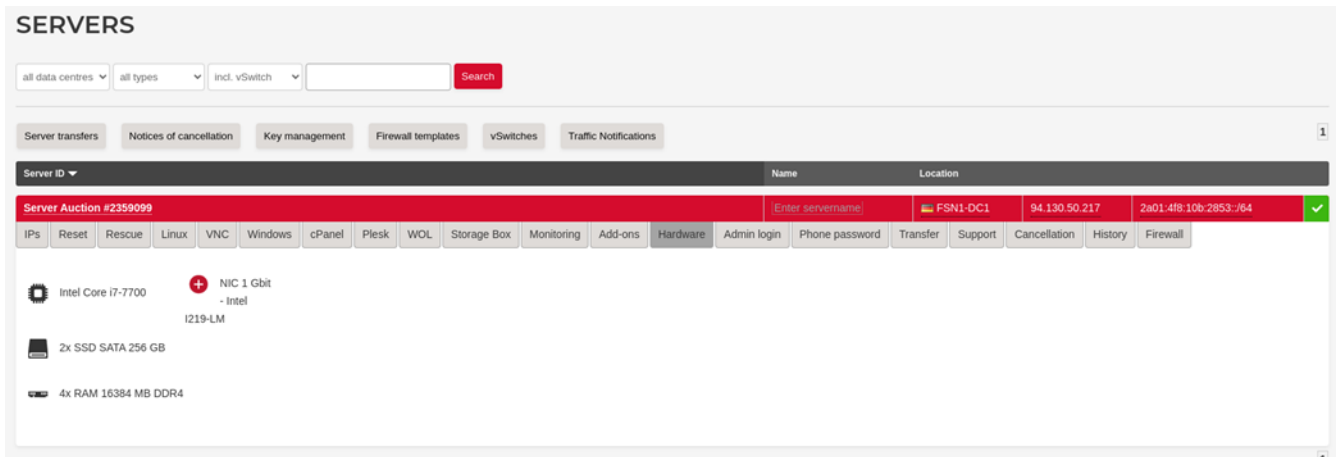 SERVERS
all data centres all types incl. vSwitch Search
Server transfers Notices of cancellation Key management Firewall templates vSwitches Traffic Notifications 1
Server ID Name Location
Server Auction #2359099 Enter servername FSN1-DC1 94.130.50.217 2a01:4f8:10b:2853::/64
IPs Reset Rescue Linux VNC Windows cPanel Plesk WOL Storage Box Monitoring Add-ons Hardware Admin login Phone password Transfer Support Cancellation History Firewall
Intel Core i7-7700 NIC 1 Gbit
- Intel
I219-LM
2x SSD SATA 256 GB
4x RAM 16384 MB DDR4